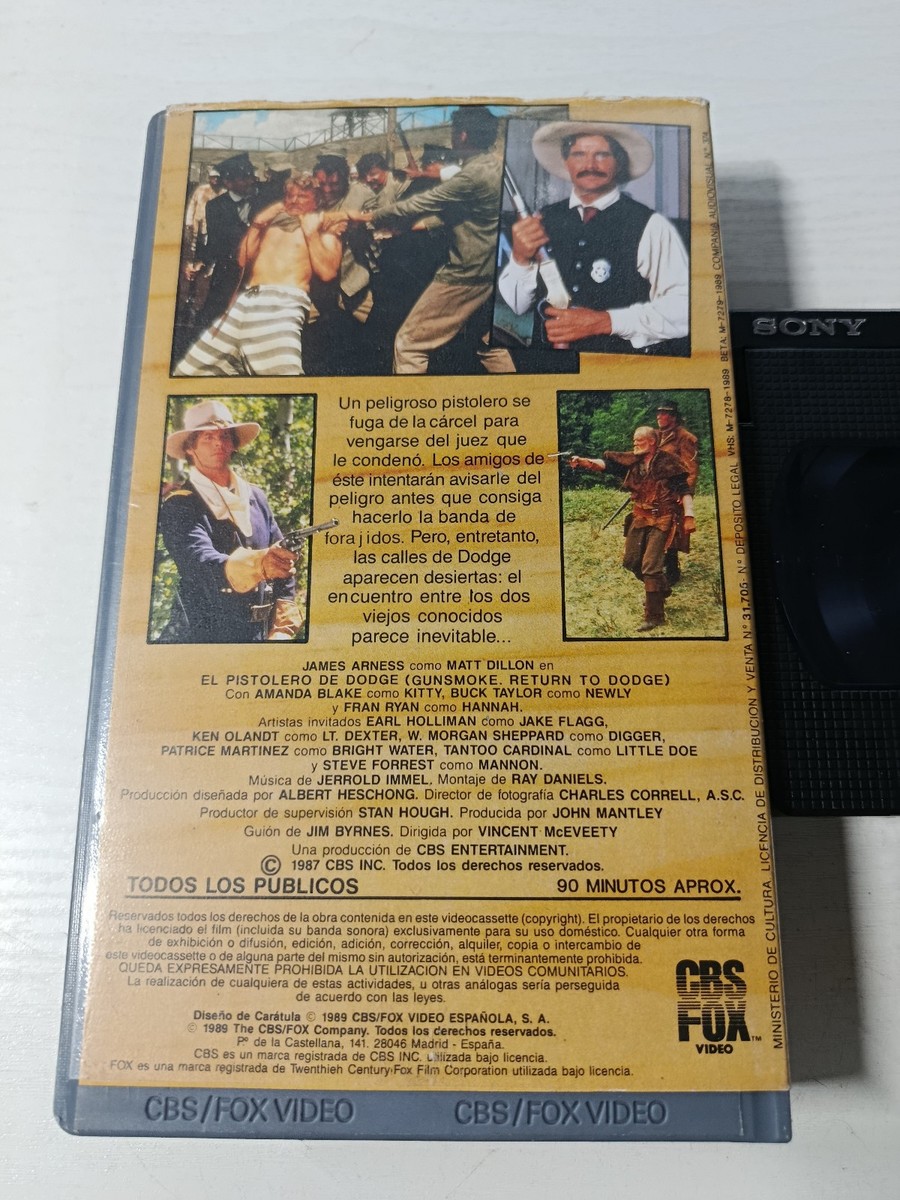 Un peligroso pistolero se
fuga de la cárcel para
vengarse del juez que
le condenó. Los amigos de
éste intentarán avisarle del
peligro antes que consiga
hacerlo la banda de
forajidos. Pero, entretanto,
las calles de Dodge
aparecen desiertas: el
encuentro entre los dos
viejos conocidos
parece inevitable...
JAMES ARNESS como MATT DILLON en
EL PISTOLERO DE DODGE (GUNSMOKE. RETURN TO DODGE)
Con AMANDA BLAKE como KITTY, BUCK TAYLOR como NEWLY
y FRAN RYAN como HANNAH.
Artistas invitados EARL HOLLIMAN como JAKE FLAGG,
KEN OLANDT como LT. DEXTER, W. MORGAN SHEPPARD como DIGGER,
PATRICE MARTINEZ como BRIGHT WATER, TANTOO CARDINAL como LITTLE DOE
y STEVE FORREST como MANNON.
Música de JERROLD IMMEL. Montaje de RAY DANIELS.
Producción diseñada por ALBERT HESCHONG. Director de fotografía CHARLES CORRELL, A.S.C.
Productor de supervisión STAN HOUGH. Producida por JOHN MANTLEY
Guión de JIM BYRNES. Dirigida por VINCENT McEVEETY
Una producción de CBS ENTERTAINMENT.
© 1987 CBS INC. Todos los derechos reservados.
TODOS LOS PUBLICOS 90 MINUTOS APROX.
Reservados todos los derechos de la obra contenida en este videocassette (copyright). El propietario de los derechos
ha licenciado el film (incluida su banda sonora) exclusivamente para su uso doméstico. Cualquier otra forma
de exhibición o difusión, edición, adición, corrección, alquiler, copia o intercambio de
este videocassette o de alguna parte del mismo sin autorización, está terminantemente prohibida.
QUEDA EXPRESAMENTE PROHIBIDA LA UTILIZACION EN VIDEOS COMUNITARIOS.
La realización de cualquiera de estas actividades, u otras análogas sería perseguida
de acuerdo con las leyes.
Diseño de Carátula © 1989 CBS/FOX VIDEO ESPAÑOLA, S. A.
© 1989 The CBS/FOX Company. Todos los derechos reservados.
Pº de la Castellana, 141. 28046 Madrid - España.
CBS es un marca registrada de CBS INC. utilizada bajo licencia.
FOX es una marca registrada de Twenthieh Century Fox Film Corporation utilizada bajo licencia.
CBS
FOX™
VIDEO
MINISTERIO DE CULTURA. LICENCIA DE DISTRIBUCION Y VENTA Nº 31.705 - Nº DEPOSITO LEGAL VHS: M-7278-1989 BETA: M-7279-1989 COMPAÑIA AUDIOVISUAL Nº 374
CBS/FOX VIDEO CBS/FOX VIDEO
SONY